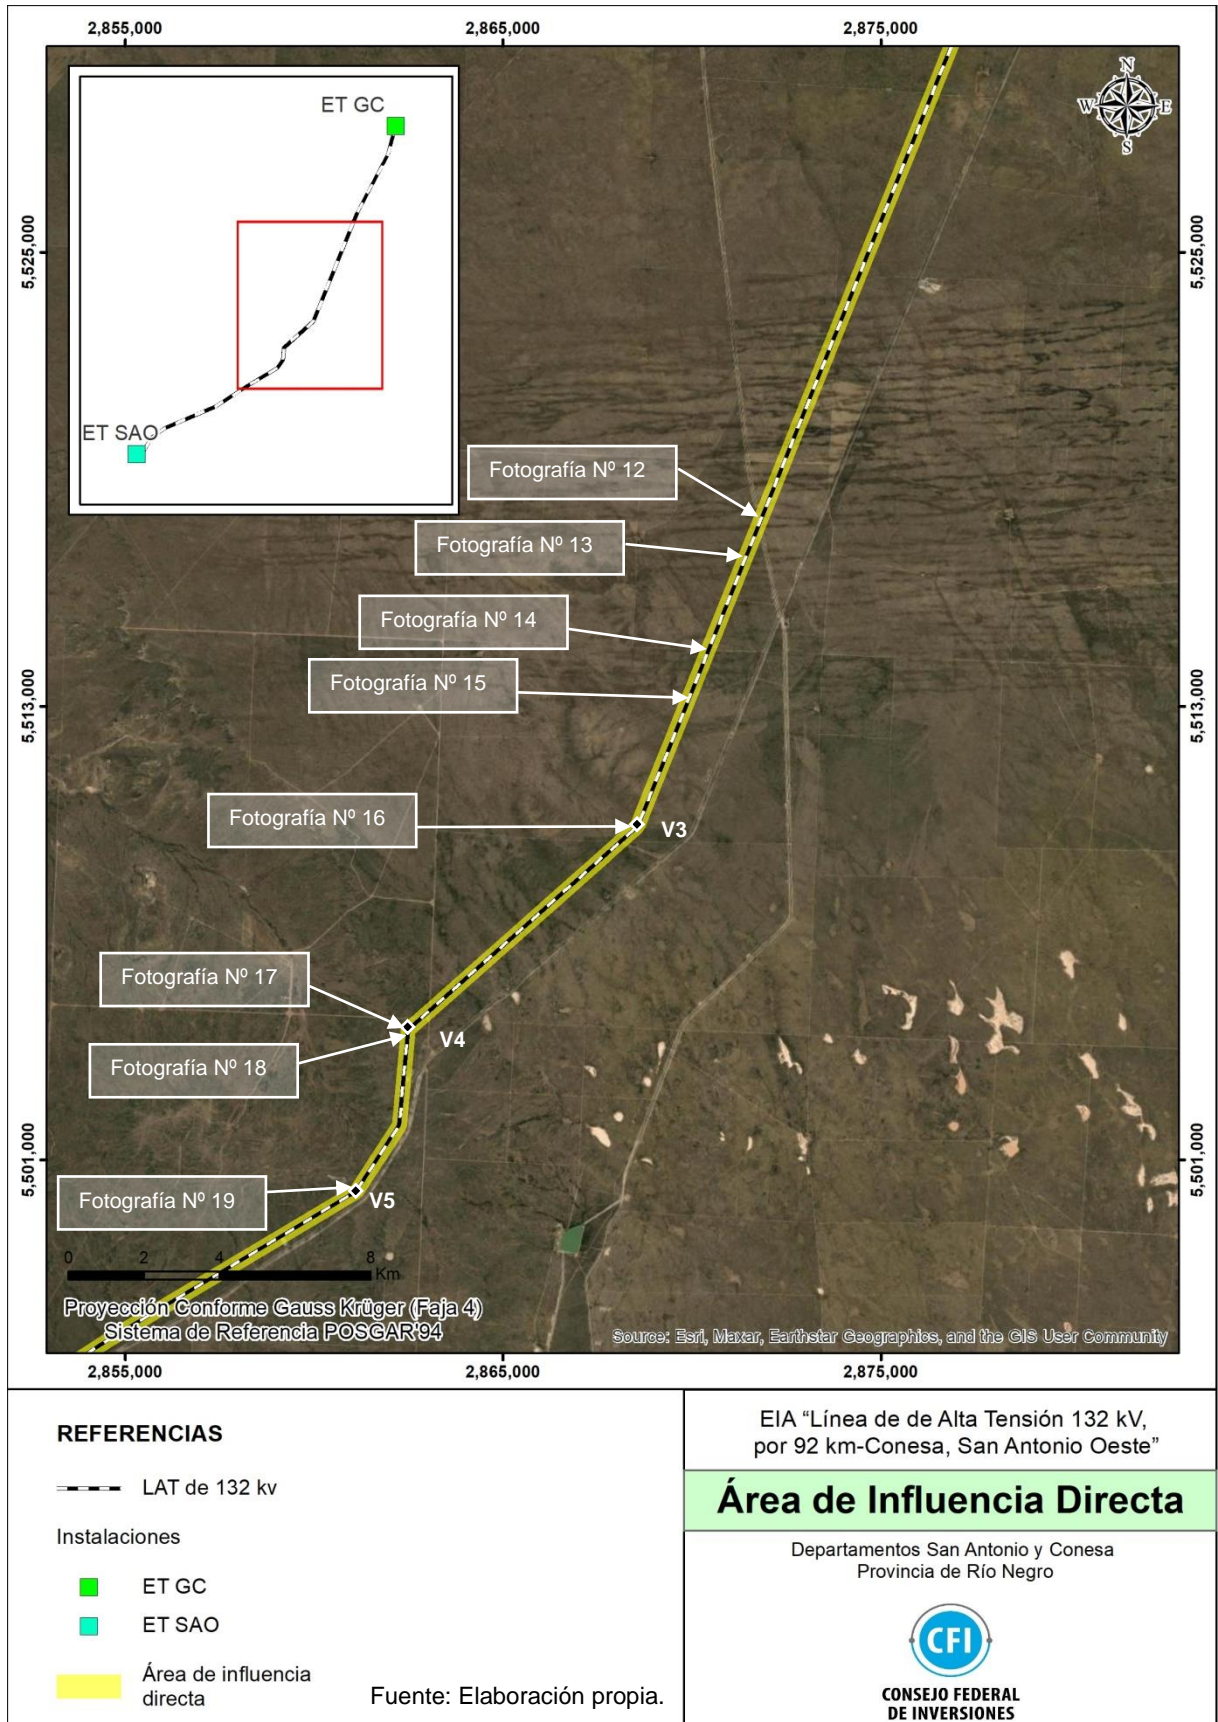 2,855,000
2,865,000
2,875,000
N
W
E
S
ET GC
ET SAO
5,525,000
5,525,000
Fotografía Nº 12
Fotografía Nº 13
Fotografía Nº 14
Fotografía Nº 15
5,513,000
5,513,000
Fotografía Nº 16
V3
Fotografía Nº 17
V4
Fotografía Nº 18
5,501,000
5,501,000
Fotografía Nº 19
V5
0 2 4 8
Km
Proyección Conforme Gauss Krüger (Faja 4)
Sistema de Referencia POSGAR'94
Source: Esri, Maxar, Earthstar Geographics, and the GIS User Community
2,855,000
2,865,000
2,875,000
REFERENCIAS
LAT de 132 kv
Instalaciones
ET GC
ET SAO
Área de influencia
directa
Fuente: Elaboración propia.
EIA “Línea de de Alta Tensión 132 kV,
por 92 km-Conesa, San Antonio Oeste”
Área de Influencia Directa
Departamentos San Antonio y Conesa
Provincia de Río Negro
CFI
CONSEJO FEDERAL
DE INVERSIONES